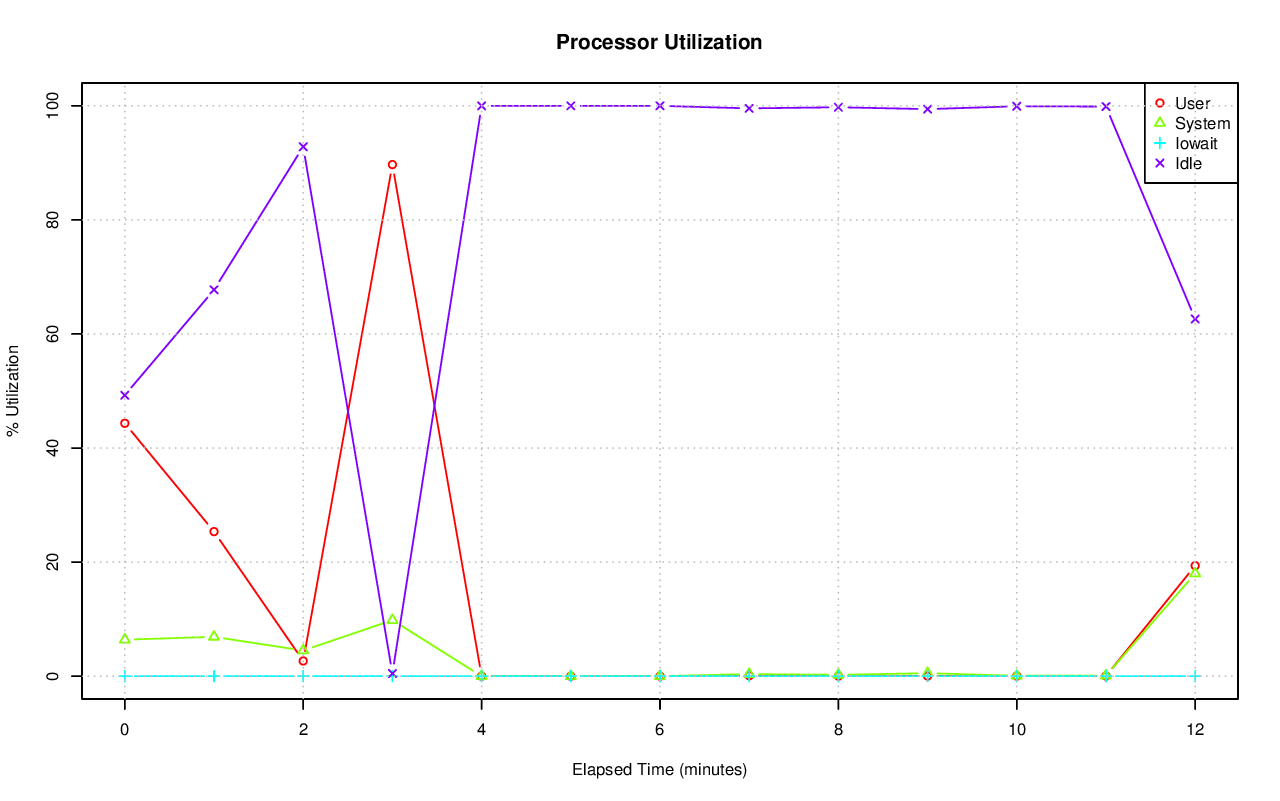 Processor Utilization
100
80
60
40
20
0
% Utilization
User
System
Iowait
Idle
0 2 4 6 8 10 12
Elapsed Time (minutes)